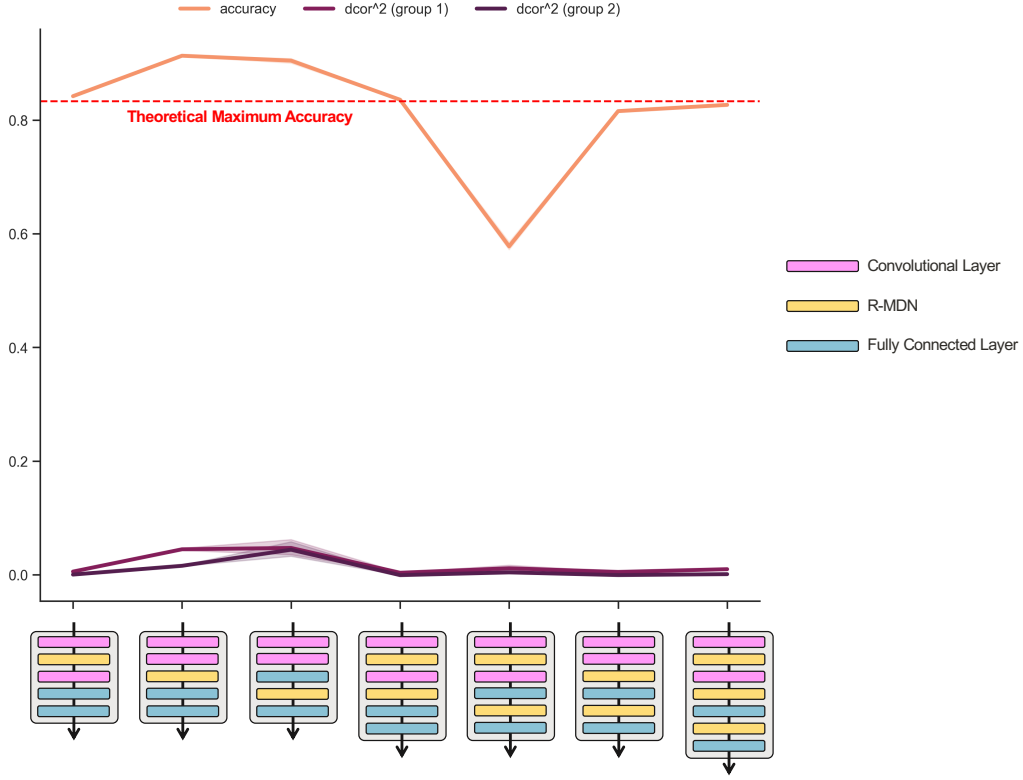 accuracy dcor^2 (group 1) dcor^2 (group 2)
Theoretical Maximum Accuracy
0.8
0.6
0.4
0.2
0.0
Convolutional Layer
R-MDN
Fully Connected Layer